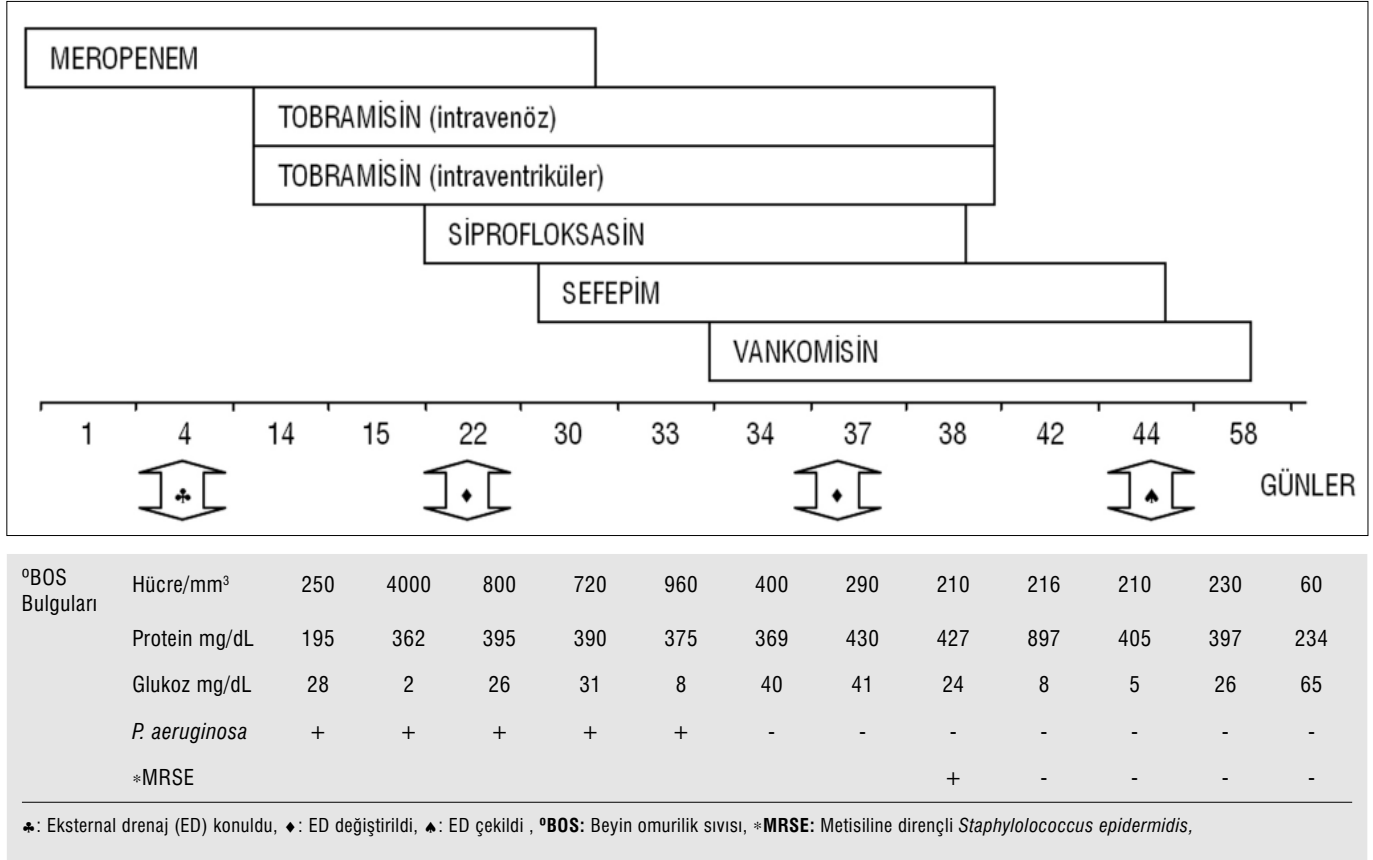 MEROPENEM
TOBRAMİSİN (intravenöz)
TOBRAMİSİN (intraventriküler)
SİPROFLOKSASİN
SEFEPİM
VANKOMİSİN
1 4 14 15 22 30 33 34 37 38 42 44 58
♣ ♦ ♦ ♠ GÜNLER
ºBOS Bulguları Hücre/mm³ 250 4000 800 720 960 400 290 210 216 210 230 60
Protein mg/dL 195 362 395 390 375 369 430 427 897 405 397 234
Glukoz mg/dL 28 2 26 31 8 40 41 24 8 5 26 65
P. aeruginosa + + + + + - - - - - - -
*MRSE + - - - -
♣: Eksternal drenaj (ED) konuldu, ♦: ED değiştirildi, ♠: ED çekildi , ºBOS: Beyin omurilik sıvısı, *MRSE: Metisiline dirençli Staphylolococcus epidermidis,